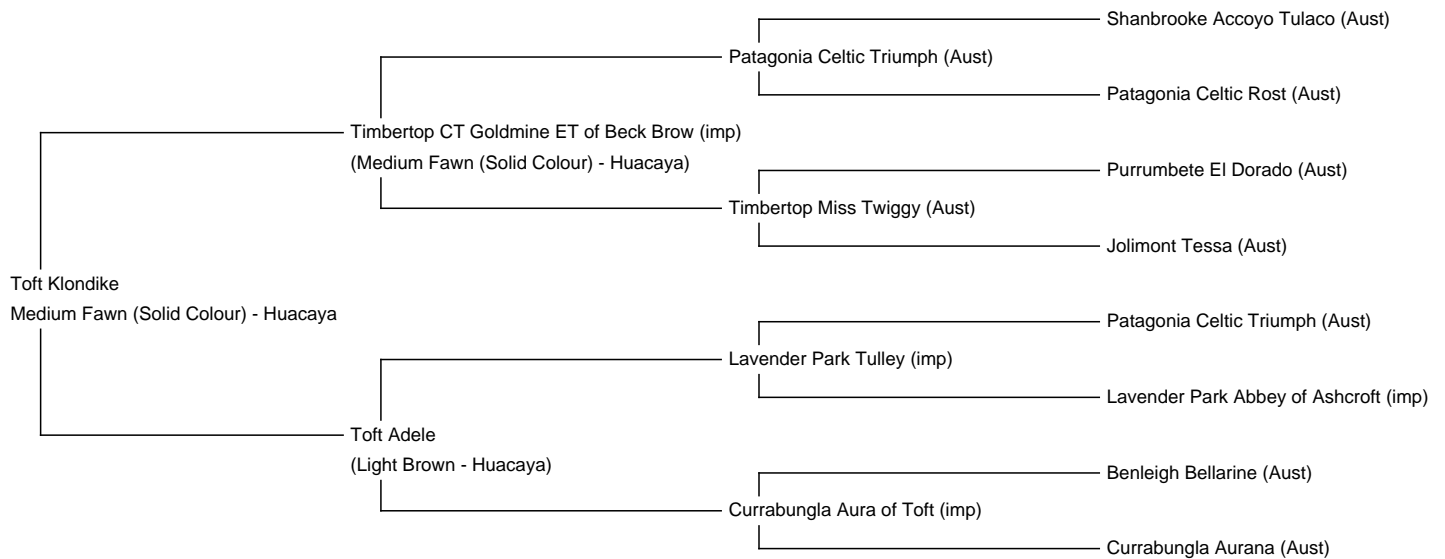 Shanbrooke Accoyo Tulaco (Aust)
Patagonia Celtic Triumph (Aust)
Patagonia Celtic Rost (Aust)
Timbertop CT Goldmine ET of Beck Brow (imp)
(Medium Fawn (Solid Colour) - Huacaya)
Purrumbete El Dorado (Aust)
Timbertop Miss Twiggy (Aust)
Jolimont Tessa (Aust)
Toft Klondike
Medium Fawn (Solid Colour) - Huacaya
Patagonia Celtic Triumph (Aust)
Lavender Park Tulley (imp)
Lavender Park Abbey of Ashcroft (imp)
Toft Adele
(Light Brown - Huacaya)
Benleigh Bellarine (Aust)
Currabungla Aura of Toft (imp)
Currabungla Aurana (Aust)